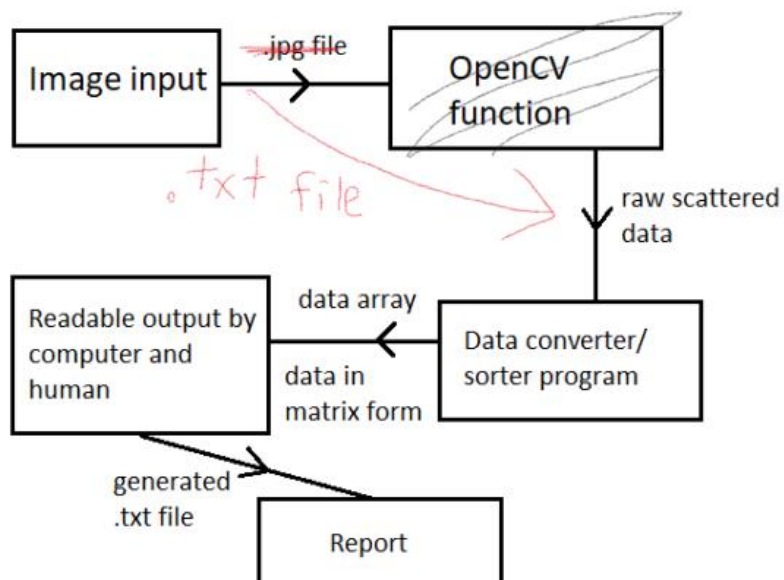 .jpg file
Image input
OpenCV
function
.txt file
raw scattered
data
data array
Readable output by
computer and
human
Data converter/
sorter program
data in
matrix form
generated
.txt file
Report